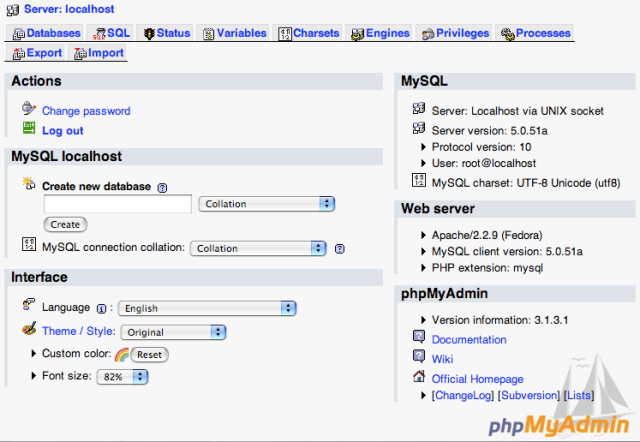 Server: localhost
Databases SQL Status Variables Charsets Engines Privileges Processes
Export Import
Actions
Change password
Log out
MySQL localhost
Create new database
Collation
Create
MySQL connection collation: Collation
Interface
Language : English
Theme / Style: Original
Custom color: Reset
Font size: 82%
MySQL
Server: Localhost via UNIX socket
Server version: 5.0.51a
Protocol version: 10
User: root@localhost
MySQL charset: UTF-8 Unicode (utf8)
Web server
Apache/2.2.9 (Fedora)
MySQL client version: 5.0.51a
PHP extension: mysql
phpMyAdmin
Version information: 3.1.3.1
Documentation
Wiki
Official Homepage
[ChangeLog] [Subversion] [Lists]
phpMyAdmin